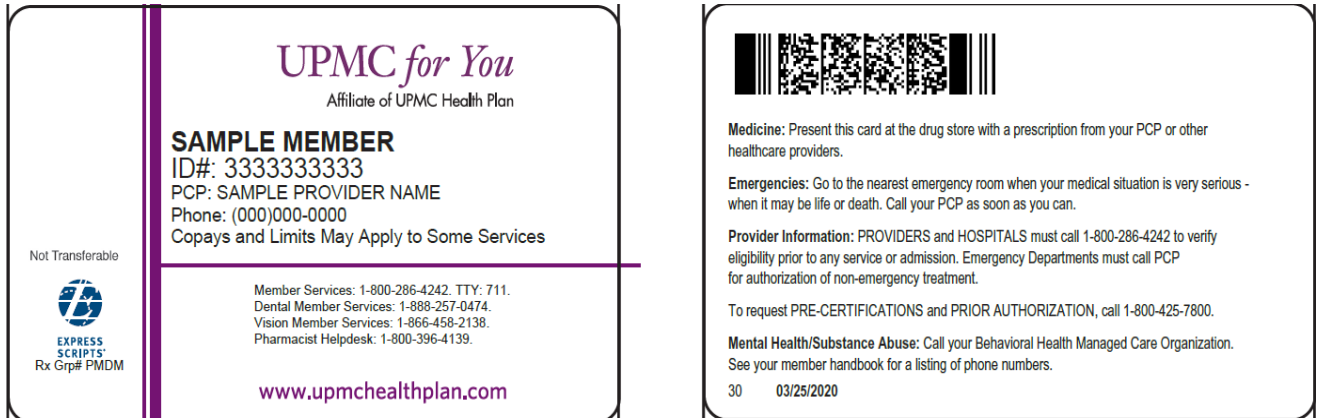 UPMC for You
Affiliate of UPMC Health Plan
SAMPLE MEMBER
ID#: 3333333333
PCP: SAMPLE PROVIDER NAME
Phone: (000)000-0000
Copays and Limits May Apply to Some Services
Not Transferable
EXPRESS
SCRIPTS®
Rx Grp# PMDM
Member Services: 1-800-286-4242. TTY: 711.
Dental Member Services: 1-888-257-0474.
Vision Member Services: 1-866-458-2138.
Pharmacist Helpdesk: 1-800-396-4139.
www.upmchealthplan.com
Medicine: Present this card at the drug store with a prescription from your PCP or other
healthcare providers.
Emergencies: Go to the nearest emergency room when your medical situation is very serious -
when it may be life or death. Call your PCP as soon as you can.
Provider Information: PROVIDERS and HOSPITALS must call 1-800-286-4242 to verify
eligibility prior to any service or admission. Emergency Departments must call PCP
for authorization of non-emergency treatment.
To request PRE-CERTIFICATIONS and PRIOR AUTHORIZATION, call 1-800-425-7800.
Mental Health/Substance Abuse: Call your Behavioral Health Managed Care Organization.
See your member handbook for a listing of phone numbers.
30 03/25/2020